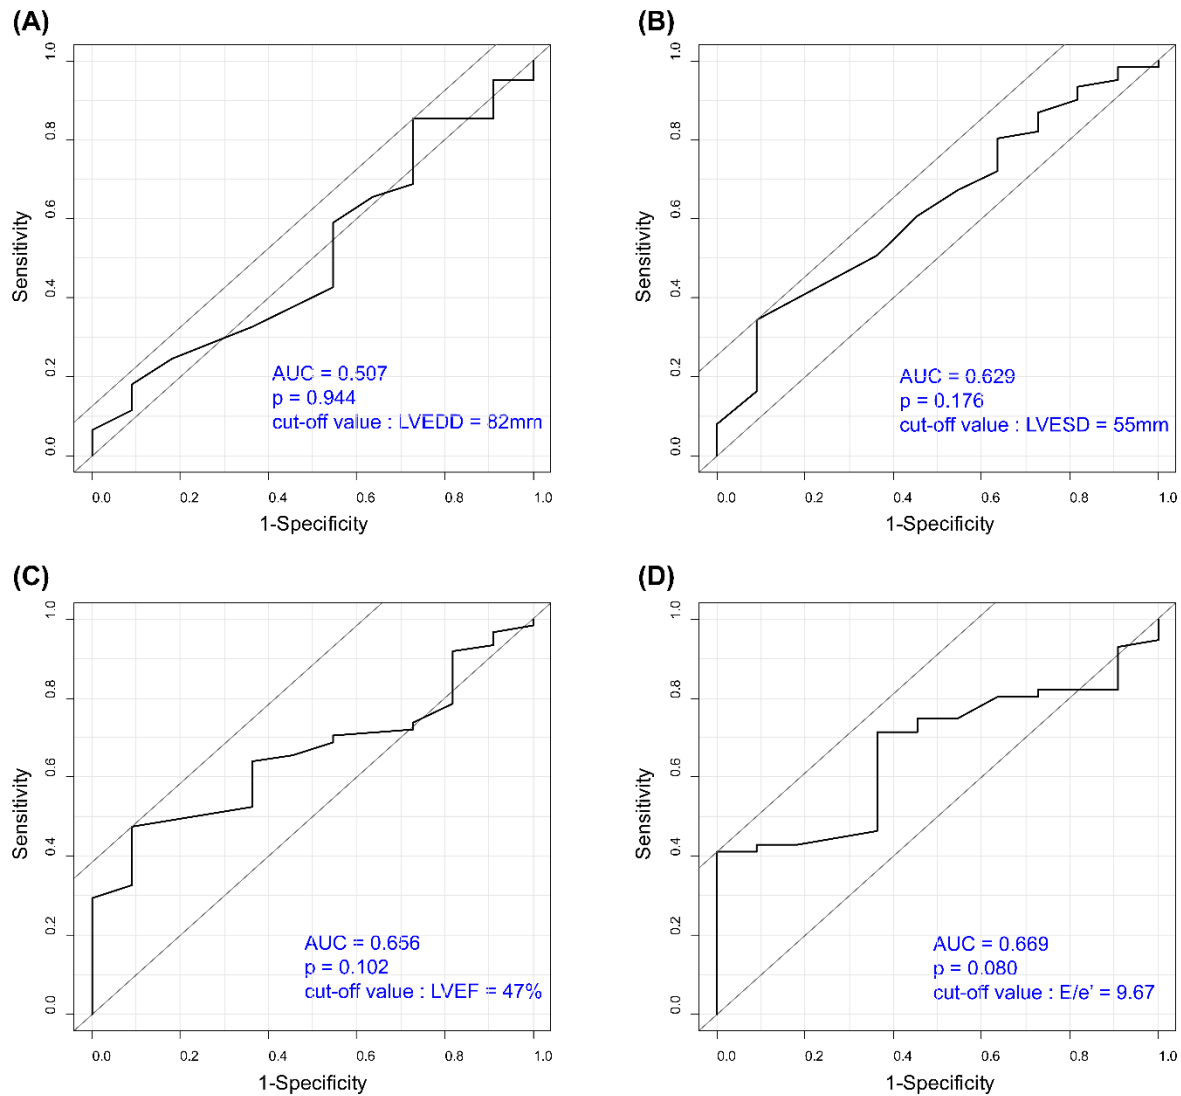 (A)
1.0
0.8
0.6
0.4
0.2
0.0
Sensitivity
AUC = 0.507
p = 0.944
cut-off value : LVEDD = 82mm
0.0 0.2 0.4 0.6 0.8 1.0
1-Specificity
(B)
1.0
0.8
0.6
0.4
0.2
0.0
Sensitivity
AUC = 0.629
p = 0.176
cut-off value : LVESD = 55mm
0.0 0.2 0.4 0.6 0.8 1.0
1-Specificity
(C)
1.0
0.8
0.6
0.4
0.2
0.0
Sensitivity
AUC = 0.656
p = 0.102
cut-off value : LVEF = 47%
0.0 0.2 0.4 0.6 0.8 1.0
1-Specificity
(D)
1.0
0.8
0.6
0.4
0.2
0.0
Sensitivity
AUC = 0.669
p = 0.080
cut-off value : E/e’ = 9.67
0.0 0.2 0.4 0.6 0.8 1.0
1-Specificity